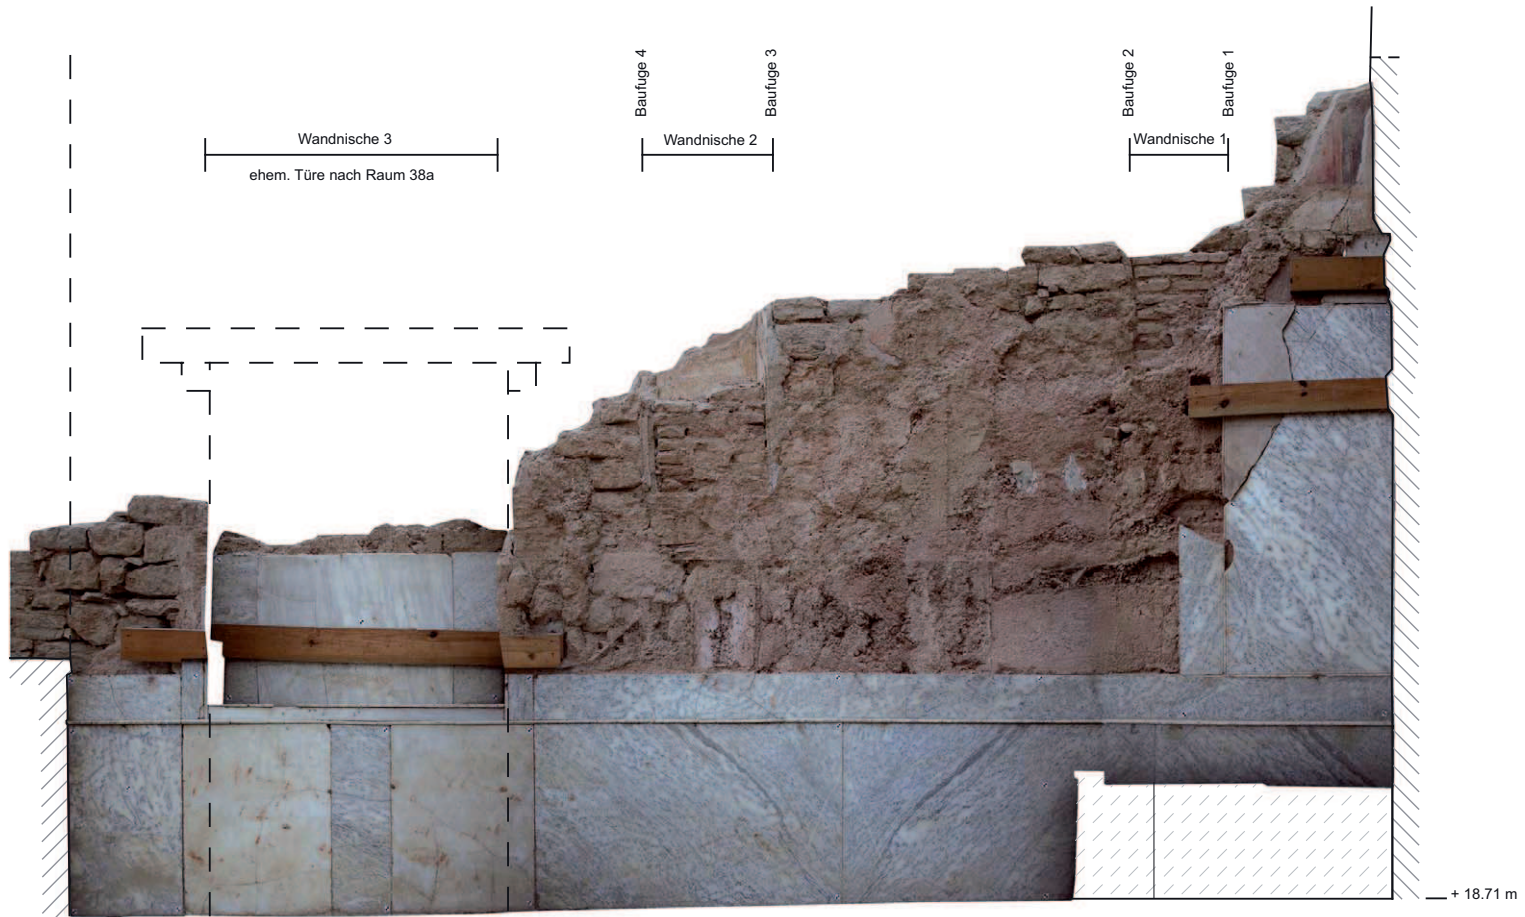 Baufuge 4
Baufuge 3
Baufuge 2
Baufuge 1
Wandnische 3
Wandnische 2
Wandnische 1
ehem. Türe nach Raum 38a
+ 18.71 m